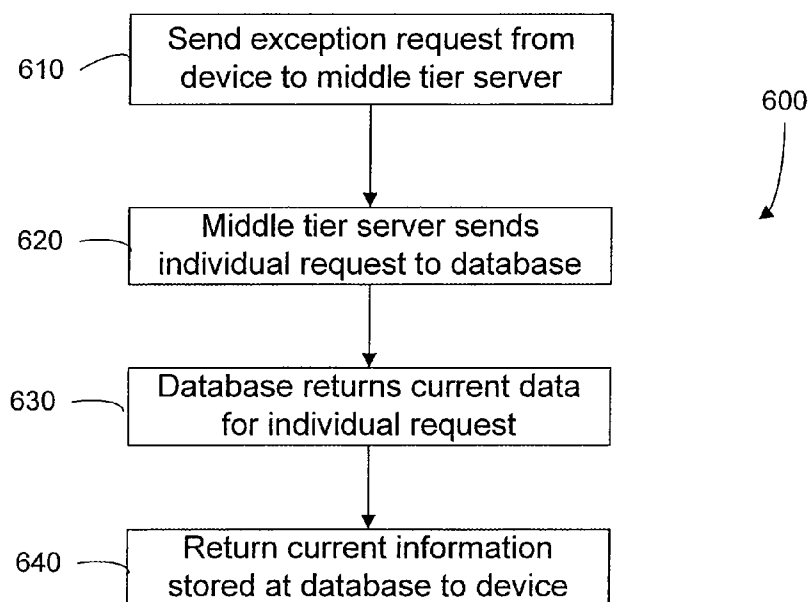 Send exception request from
device to middle tier server
610
600
Middle tier server sends
individual request to database
620
Database returns current data
for individual request
630
Return current information
stored at database to device
640